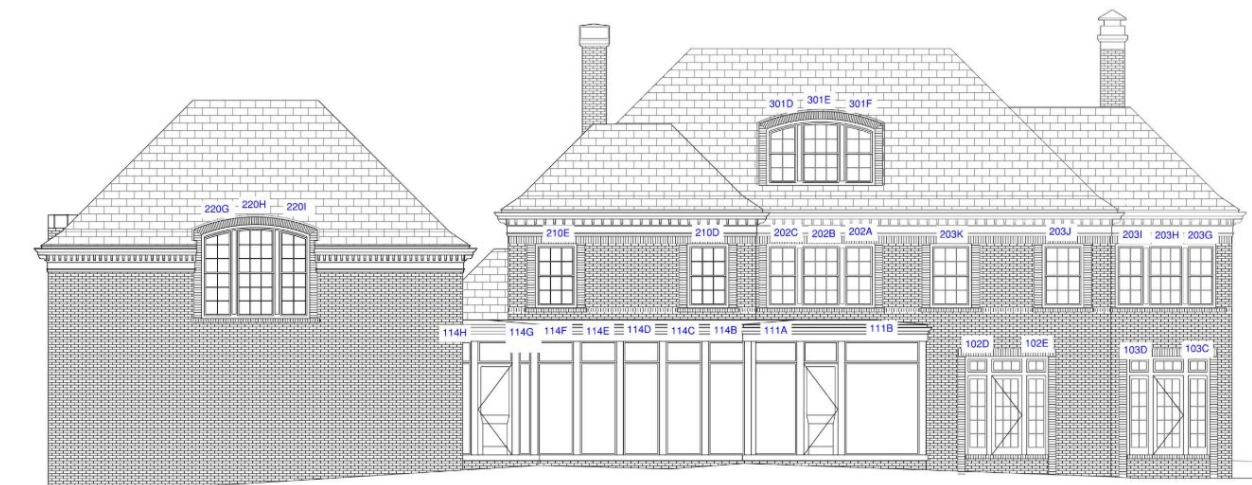 301D 301E 301F
220G 220H 220I
210E 210D 202C 202B 202A 203K 203J 203I 203H 203G
114H 114G 114F 114E 114D 114C 114B 111A 111B
102D 102E 103D 103C